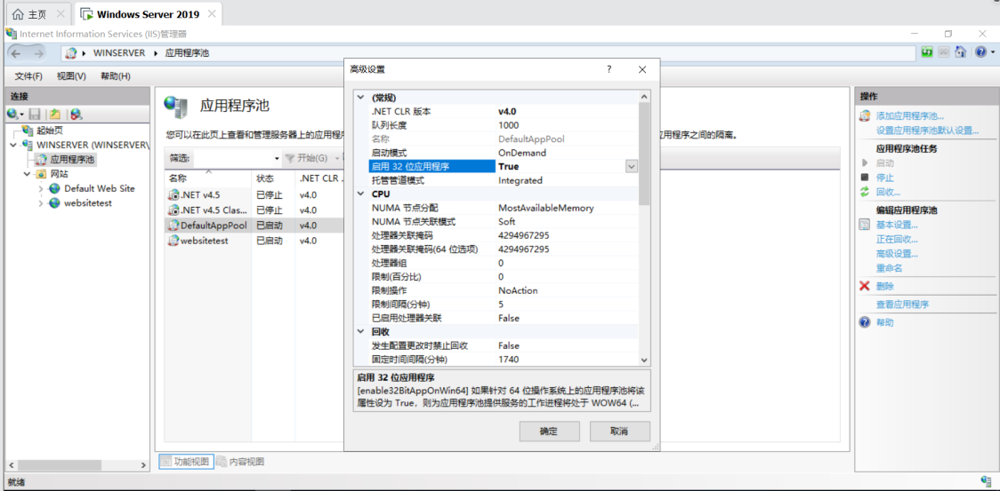 主页
Windows Server 2019
Internet Information Services (IIS)管理器
WINSERVER
应用程序池
文件(F)
视图(V)
帮助(H)
连接
起始页
WINSERVER (WINSERVER\
应用程序池
网站
Default Web Site
websitetest
应用程序池
您可以在此页上查看和管理服务器上的应用程序
应用程序之间的隔离。
筛选:
开始(G)
名称
状态
.NET CLR
.NET v4.5
已停止
v4.0
.NET v4.5 Clas...
已停止
v4.0
DefaultAppPool
已启动
v4.0
websitetest
已启动
v4.0
功能视图
内容视图
就绪
高级设置
?
(常规)
.NET CLR 版本
v4.0
队列长度
1000
名称
DefaultAppPool
启动模式
OnDemand
启用 32 位应用程序
True
托管管道模式
Integrated
CPU
NUMA 节点分配
MostAvailableMemory
NUMA 节点关联模式
Soft
处理器关联掩码
4294967295
处理器关联掩码(64 位选项)
4294967295
处理器组
0
限制(百分比)
0
限制操作
NoAction
限制间隔(分钟)
5
已启用处理器关联
False
回收
发生配置更改时禁止回收
False
固定时间间隔(分钟)
1740
启用 32 位应用程序
[enable32BitAppOnWin64] 如果针对 64 位操作系统上的应用程序池将该
属性设为 True，则为应用程序池提供服务的工作进程将处于 WOW64 (...
确定
取消
操作
添加应用程序池...
设置应用程序池默认设置...
应用程序池任务
启动
停止
回收...
编辑应用程序池
基本设置...
正在回收...
高级设置...
重命名
删除
查看应用程序
帮助